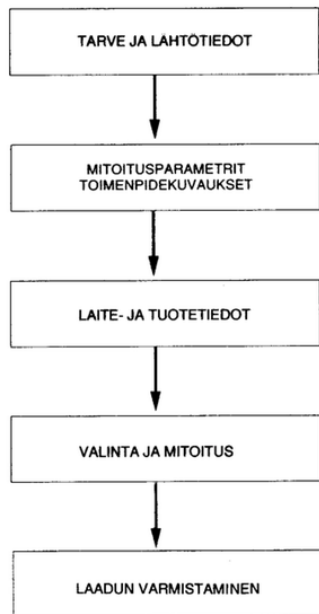 TARVE JA LÄHTÖTIEDOT
MITOITUSPARAMETRIT
TOIMENPIDEKUVAUKSET
LAITE- JA TUOTETIEDOT
VALINTA JA MITOITUS
LAADUN VARMISTAMINEN